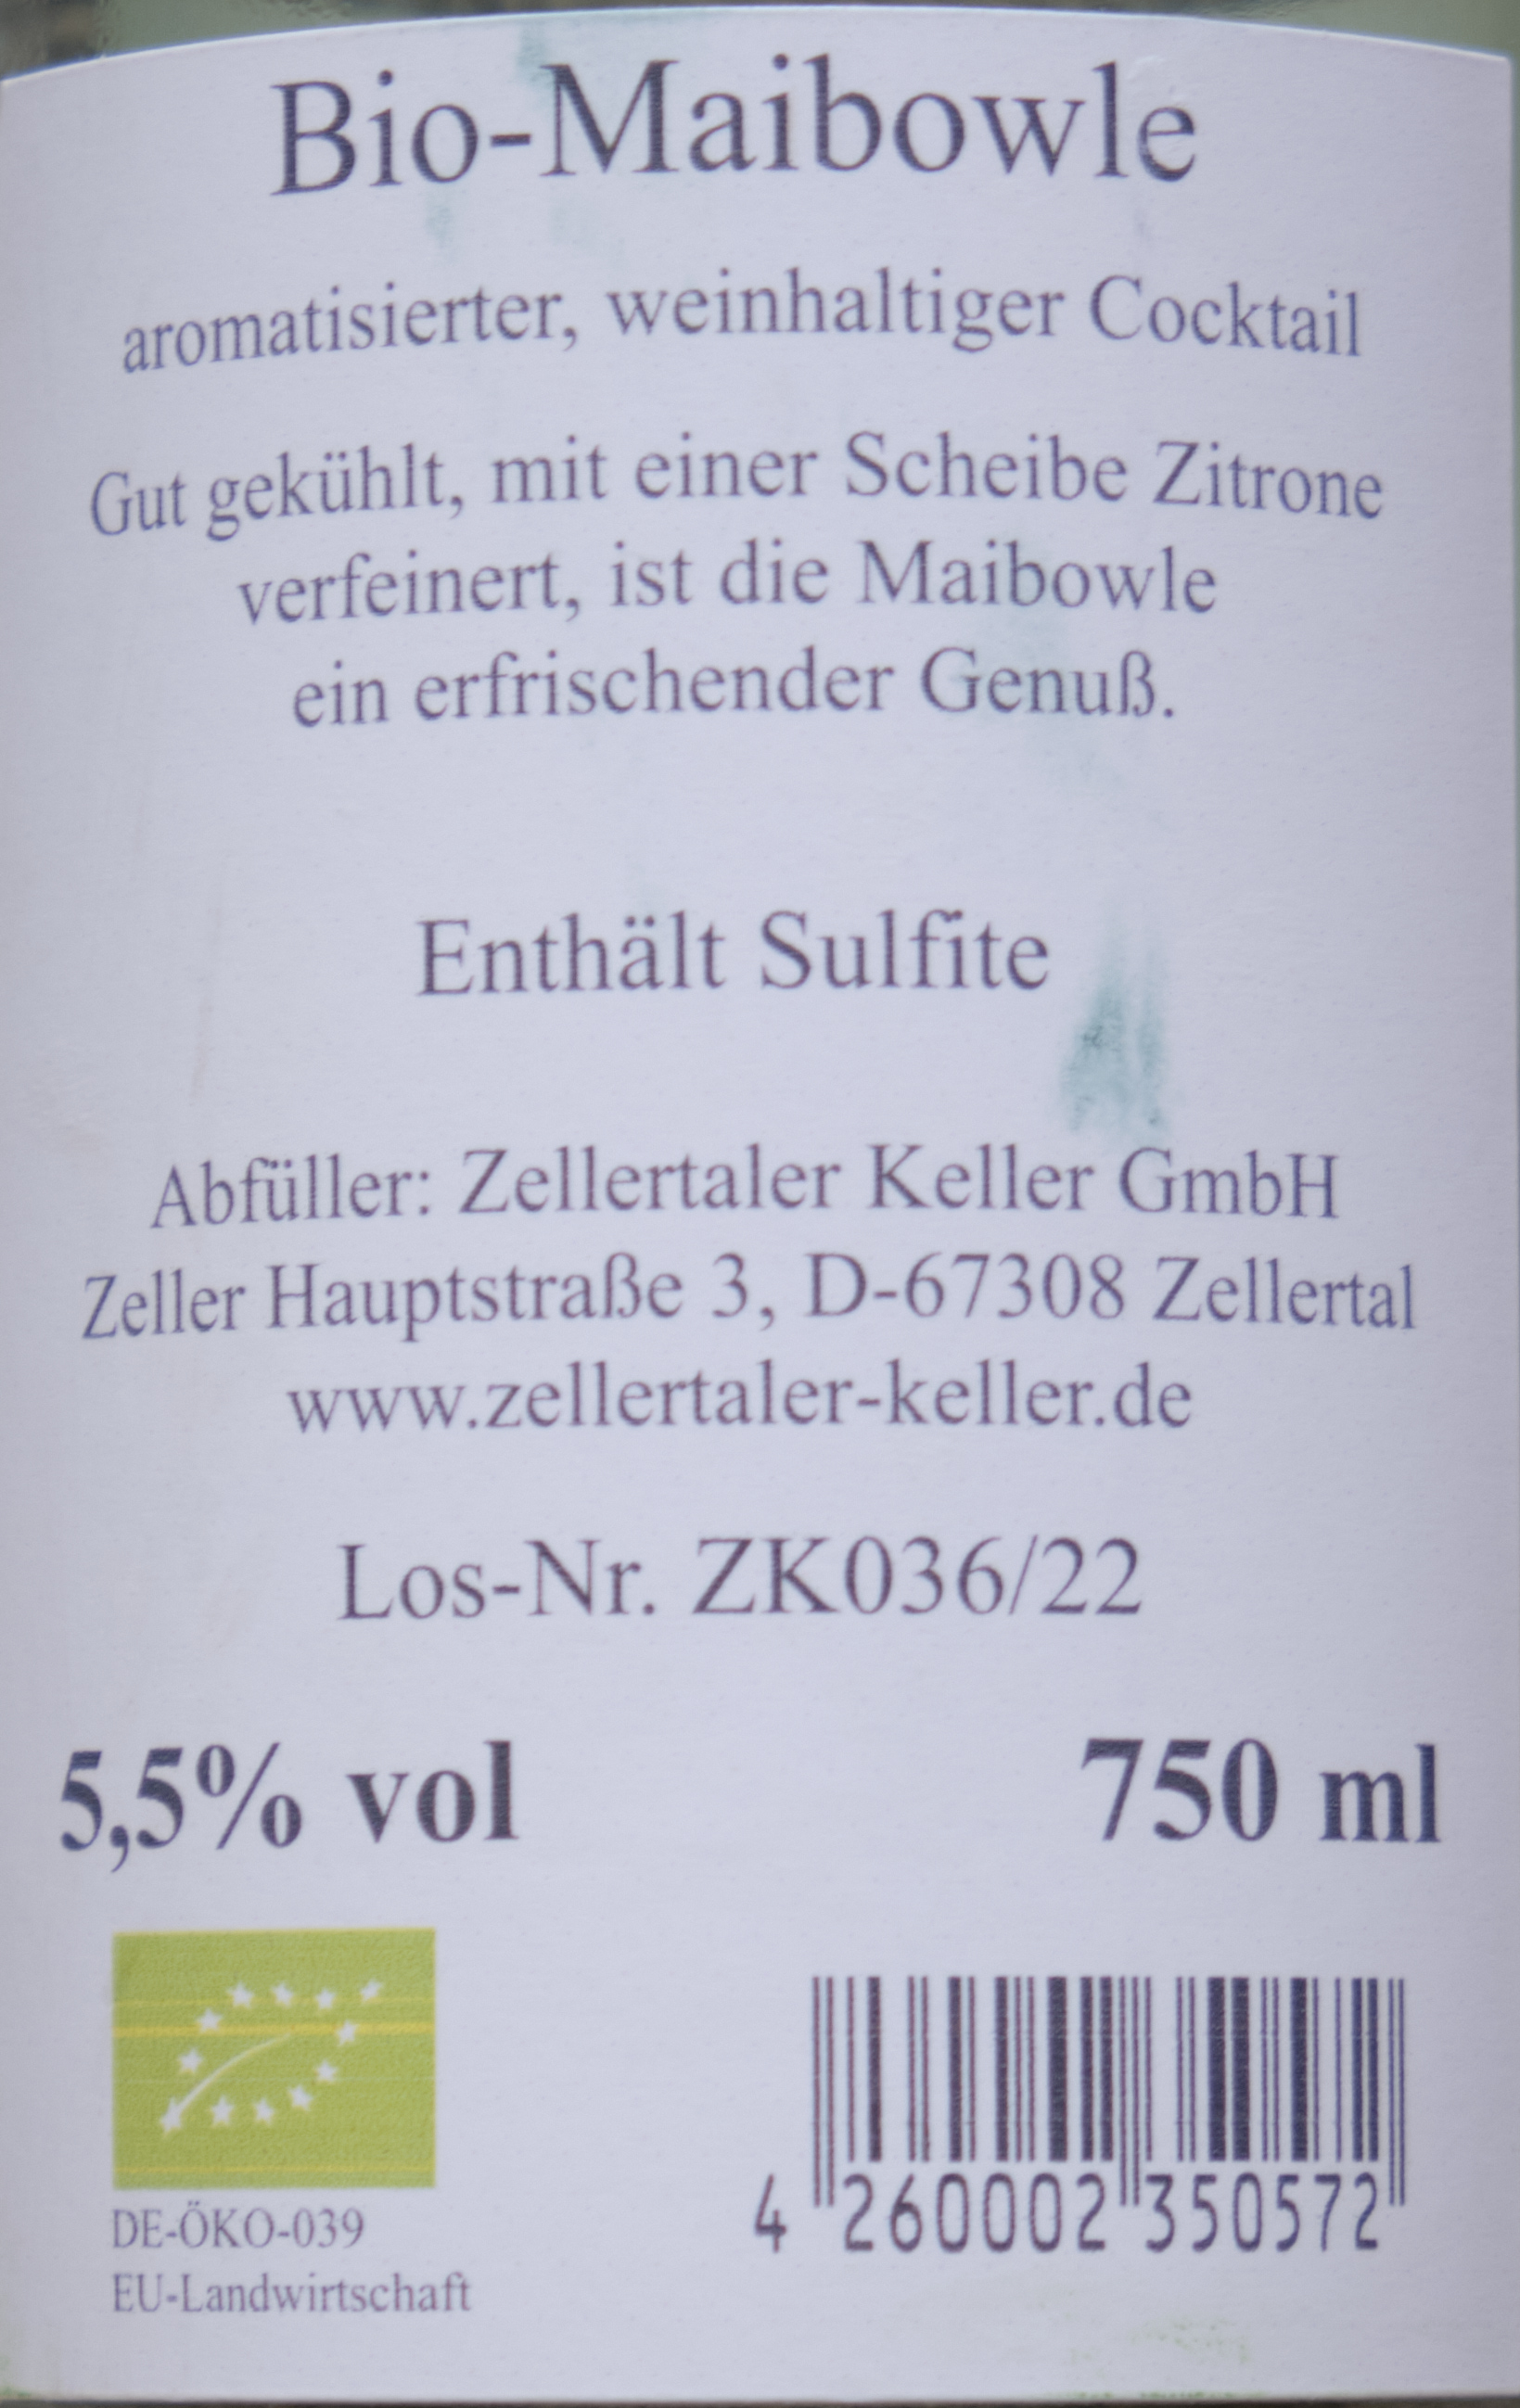 Bio-Maibowle
aromatisierter, weinhaltiger Cocktail
Gut gekühlt, mit einer Scheibe Zitrone
verfeinert, ist die Maibowle
ein erfrischender Genuß.
Enthält Sulfite
Abfüller: Zellertaler Keller GmbH
Zeller Hauptstraße 3, D-67308 Zellertal
www.zellertaler-keller.de
Los-Nr. ZK036/22
5,5% vol 750 ml
DE-ÖKO-039
EU-Landwirtschaft
4 260002 350572